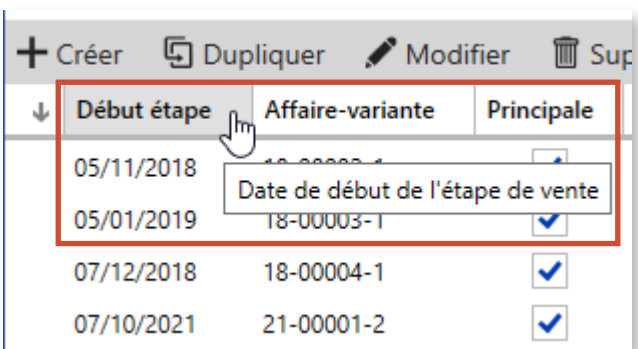 Créer Dupliquer Modifier Sup
Début étape Affaire-variante Principale
05/11/2018
Date de début de l'étape de vente
05/01/2019 18-00003-1
07/12/2018 18-00004-1
07/10/2021 21-00001-2